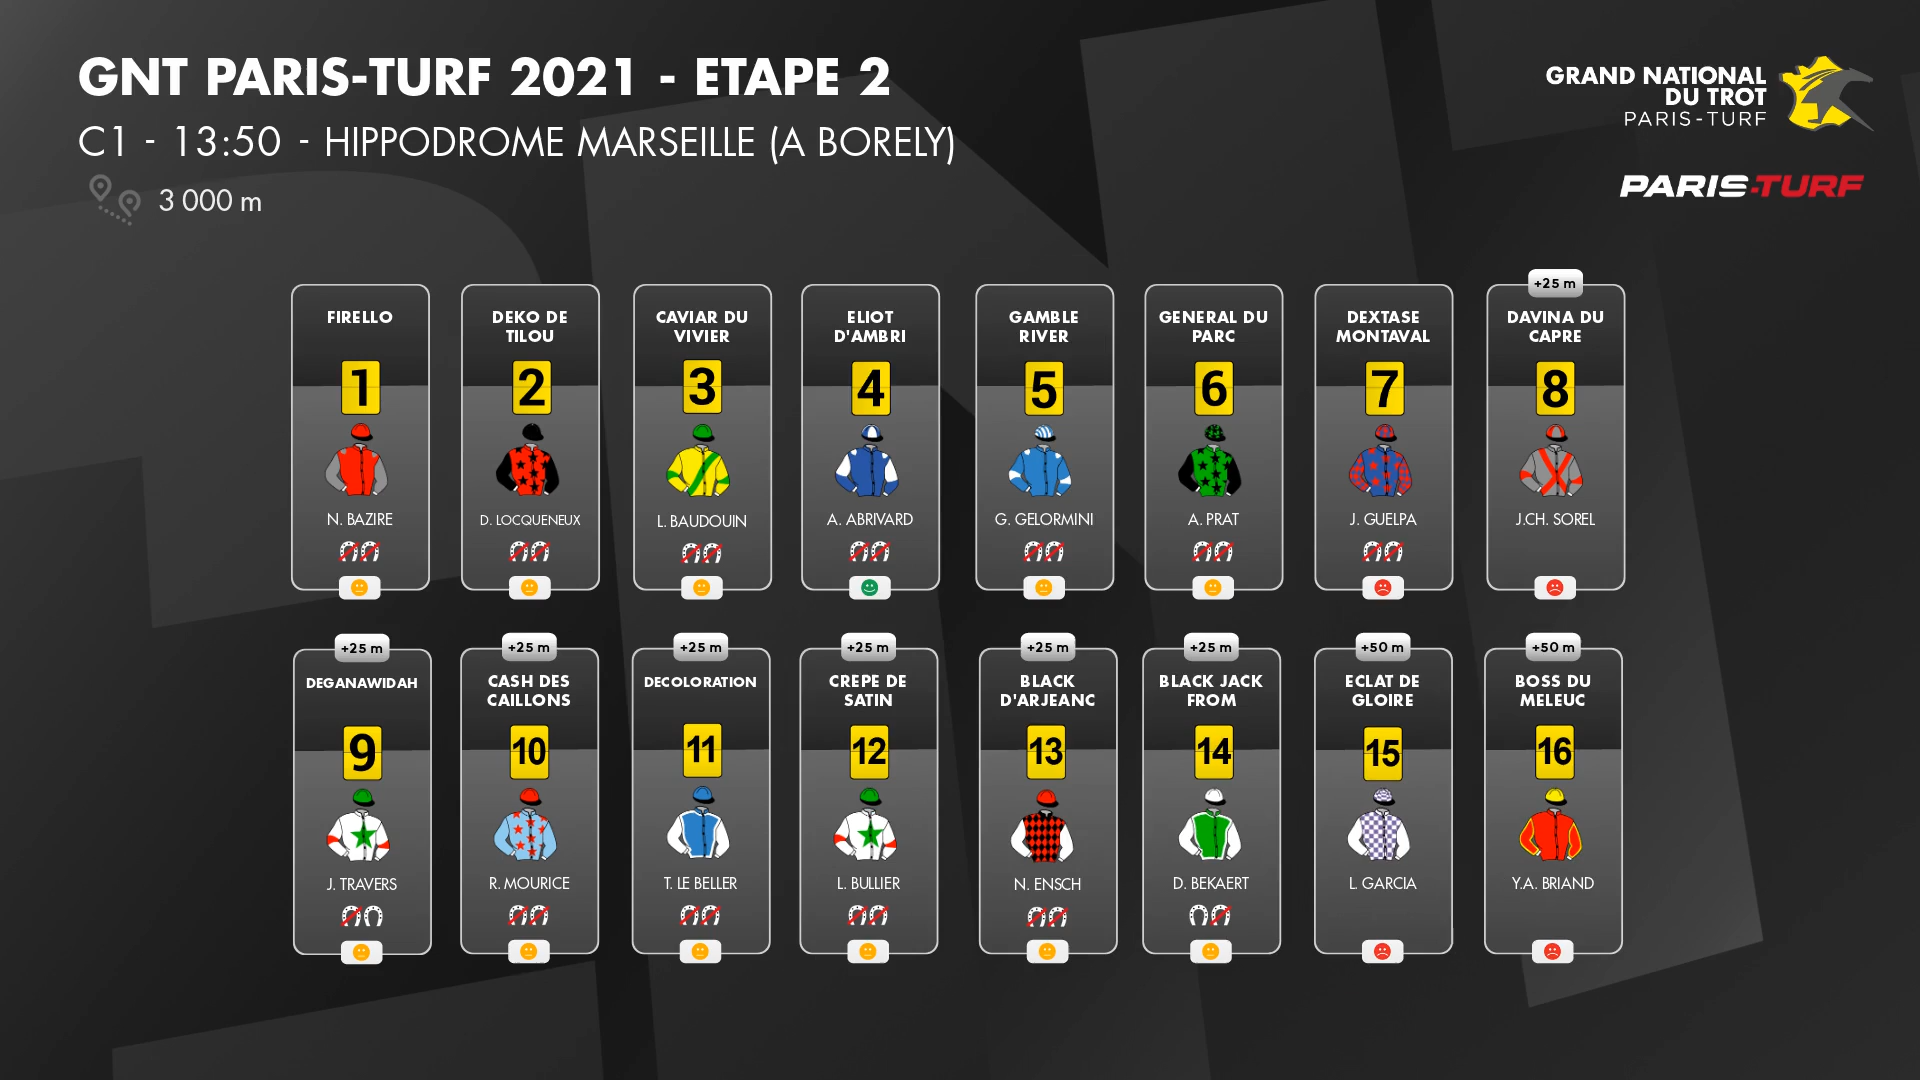 GNT PARIS-TURF 2021 - ETAPE 2
C1 - 13:50 - HIPPODROME MARSEILLE (A BORELY)
3 000 m
GRAND NATIONAL
DU TROT
PARIS-TURF
PARIS-TURF
FIRELLO
1
N. BAZIRE
DEKO DE
TILOU
2
D. LOCQUENEUX
CAVIAR DU
VIVIER
3
L. BAUDOUIN
ELIOT
D'AMBRI
4
A. ABRIVARD
GAMBLE
RIVER
5
G. GELORMINI
GENERAL DU
PARC
6
A. PRAT
DEXTASE
MONTAVAL
7
J. GUELPA
+25 m
DAVINA DU
CAPRE
8
J.CH. SOREL
+25 m
DEGANAWIDAH
9
J. TRAVERS
+25 m
CASH DES
CAILLONS
10
R. MOURICE
+25 m
DECOLORATION
11
T. LE BELLER
+25 m
CREPE DE
SATIN
12
L. BULLIER
+25 m
BLACK
D'ARJEANC
13
N. ENSCH
+25 m
BLACK JACK
FROM
14
D. BEKAERT
+50 m
ECLAT DE
GLOIRE
15
L. GARCIA
+50 m
BOSS DU
MELEUC
16
Y.A. BRIAND